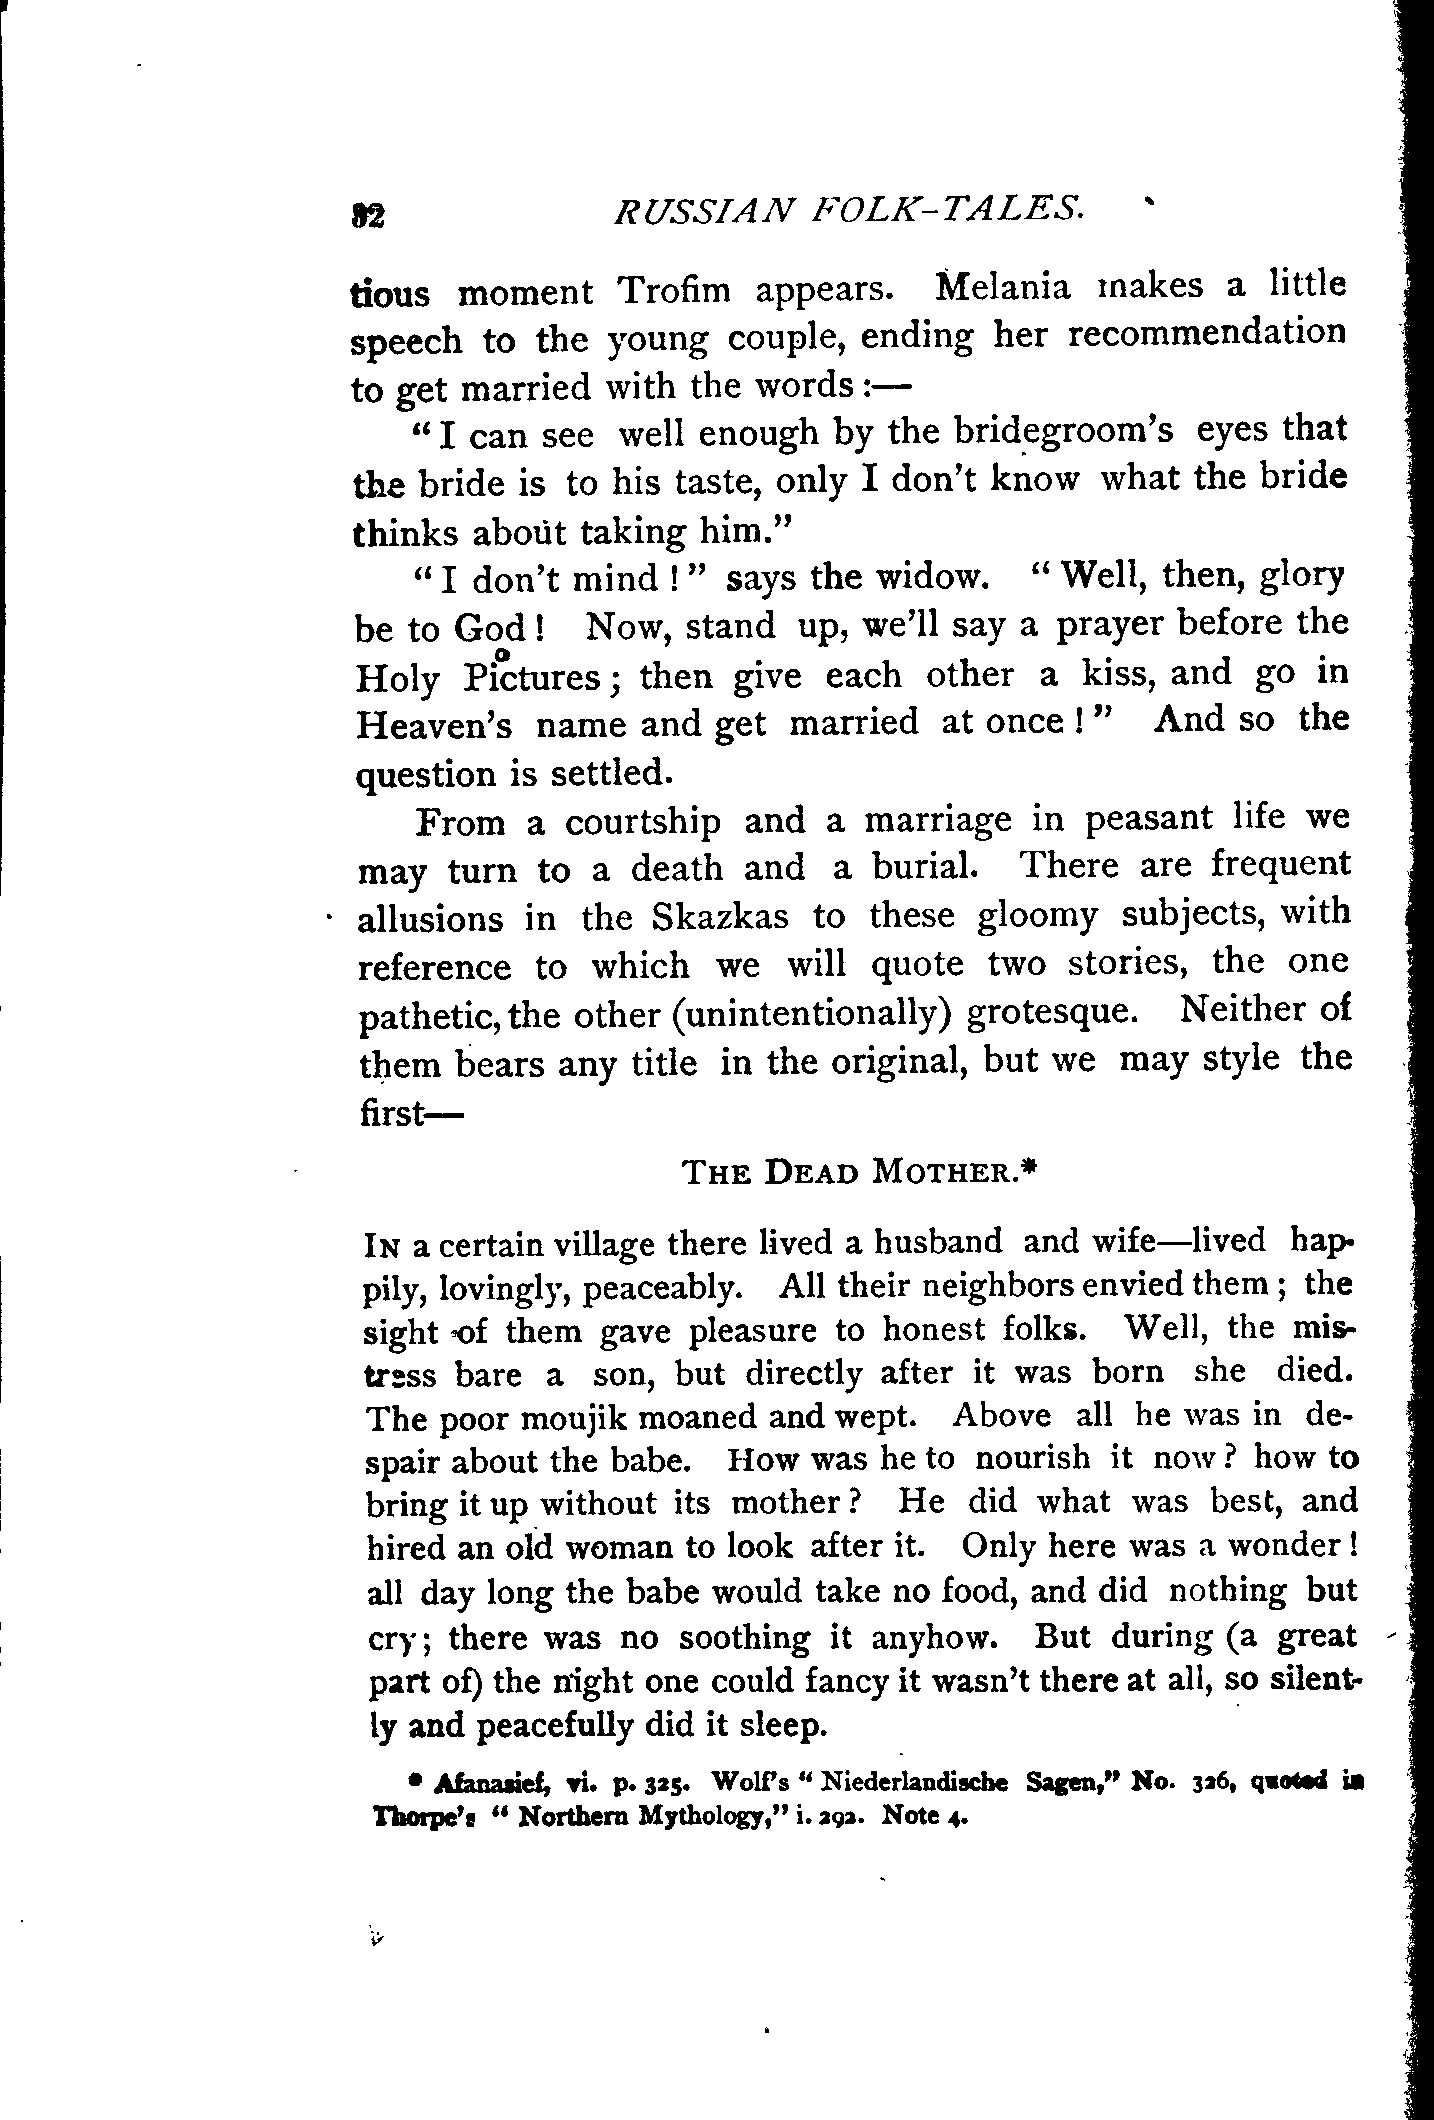 32 RUSSIAN FOLK-TALES.
tious moment Trofim appears. Melania makes a little
speech to the young couple, ending her recommendation
to get married with the words :—
“ I can see well enough by the bridegroom’s eyes that
the bride is to his taste, only I don’t know what the bride
thinks about taking him.”
“ I don’t mind ! ” says the widow. “ Well, then, glory
be to God ! Now, stand up, we’ll say a prayer before the
Holy Pictures ; then give each other a kiss, and go in
Heaven’s name and get married at once ! ” And so the
question is settled.
From a courtship and a marriage in peasant life we
may turn to a death and a burial. There are frequent
allusions in the Skazkas to these gloomy subjects, with
reference to which we will quote two stories, the one
pathetic, the other (unintentionally) grotesque. Neither of
them bears any title in the original, but we may style the
first—
THE DEAD MOTHER.*
IN a certain village there lived a husband and wife—lived hap-
pily, lovingly, peaceably. All their neighbors envied them ; the
sight of them gave pleasure to honest folks. Well, the mis-
tress bare a son, but directly after it was born she died.
The poor moujik moaned and wept. Above all he was in de-
spair about the babe. How was he to nourish it now ? how to
bring it up without its mother ? He did what was best, and
hired an old woman to look after it. Only here was a wonder !
all day long the babe would take no food, and did nothing but
cry ; there was no soothing it anyhow. But during (a great
part of) the night one could fancy it wasn’t there at all, so silent-
ly and peacefully did it sleep.
* Afanasief, vi. p. 325. Wolf’s “ Niederlandische Sagen,” No. 326, quoted in
Thorpe’s “ Northern Mythology,” i. 292. Note 4.